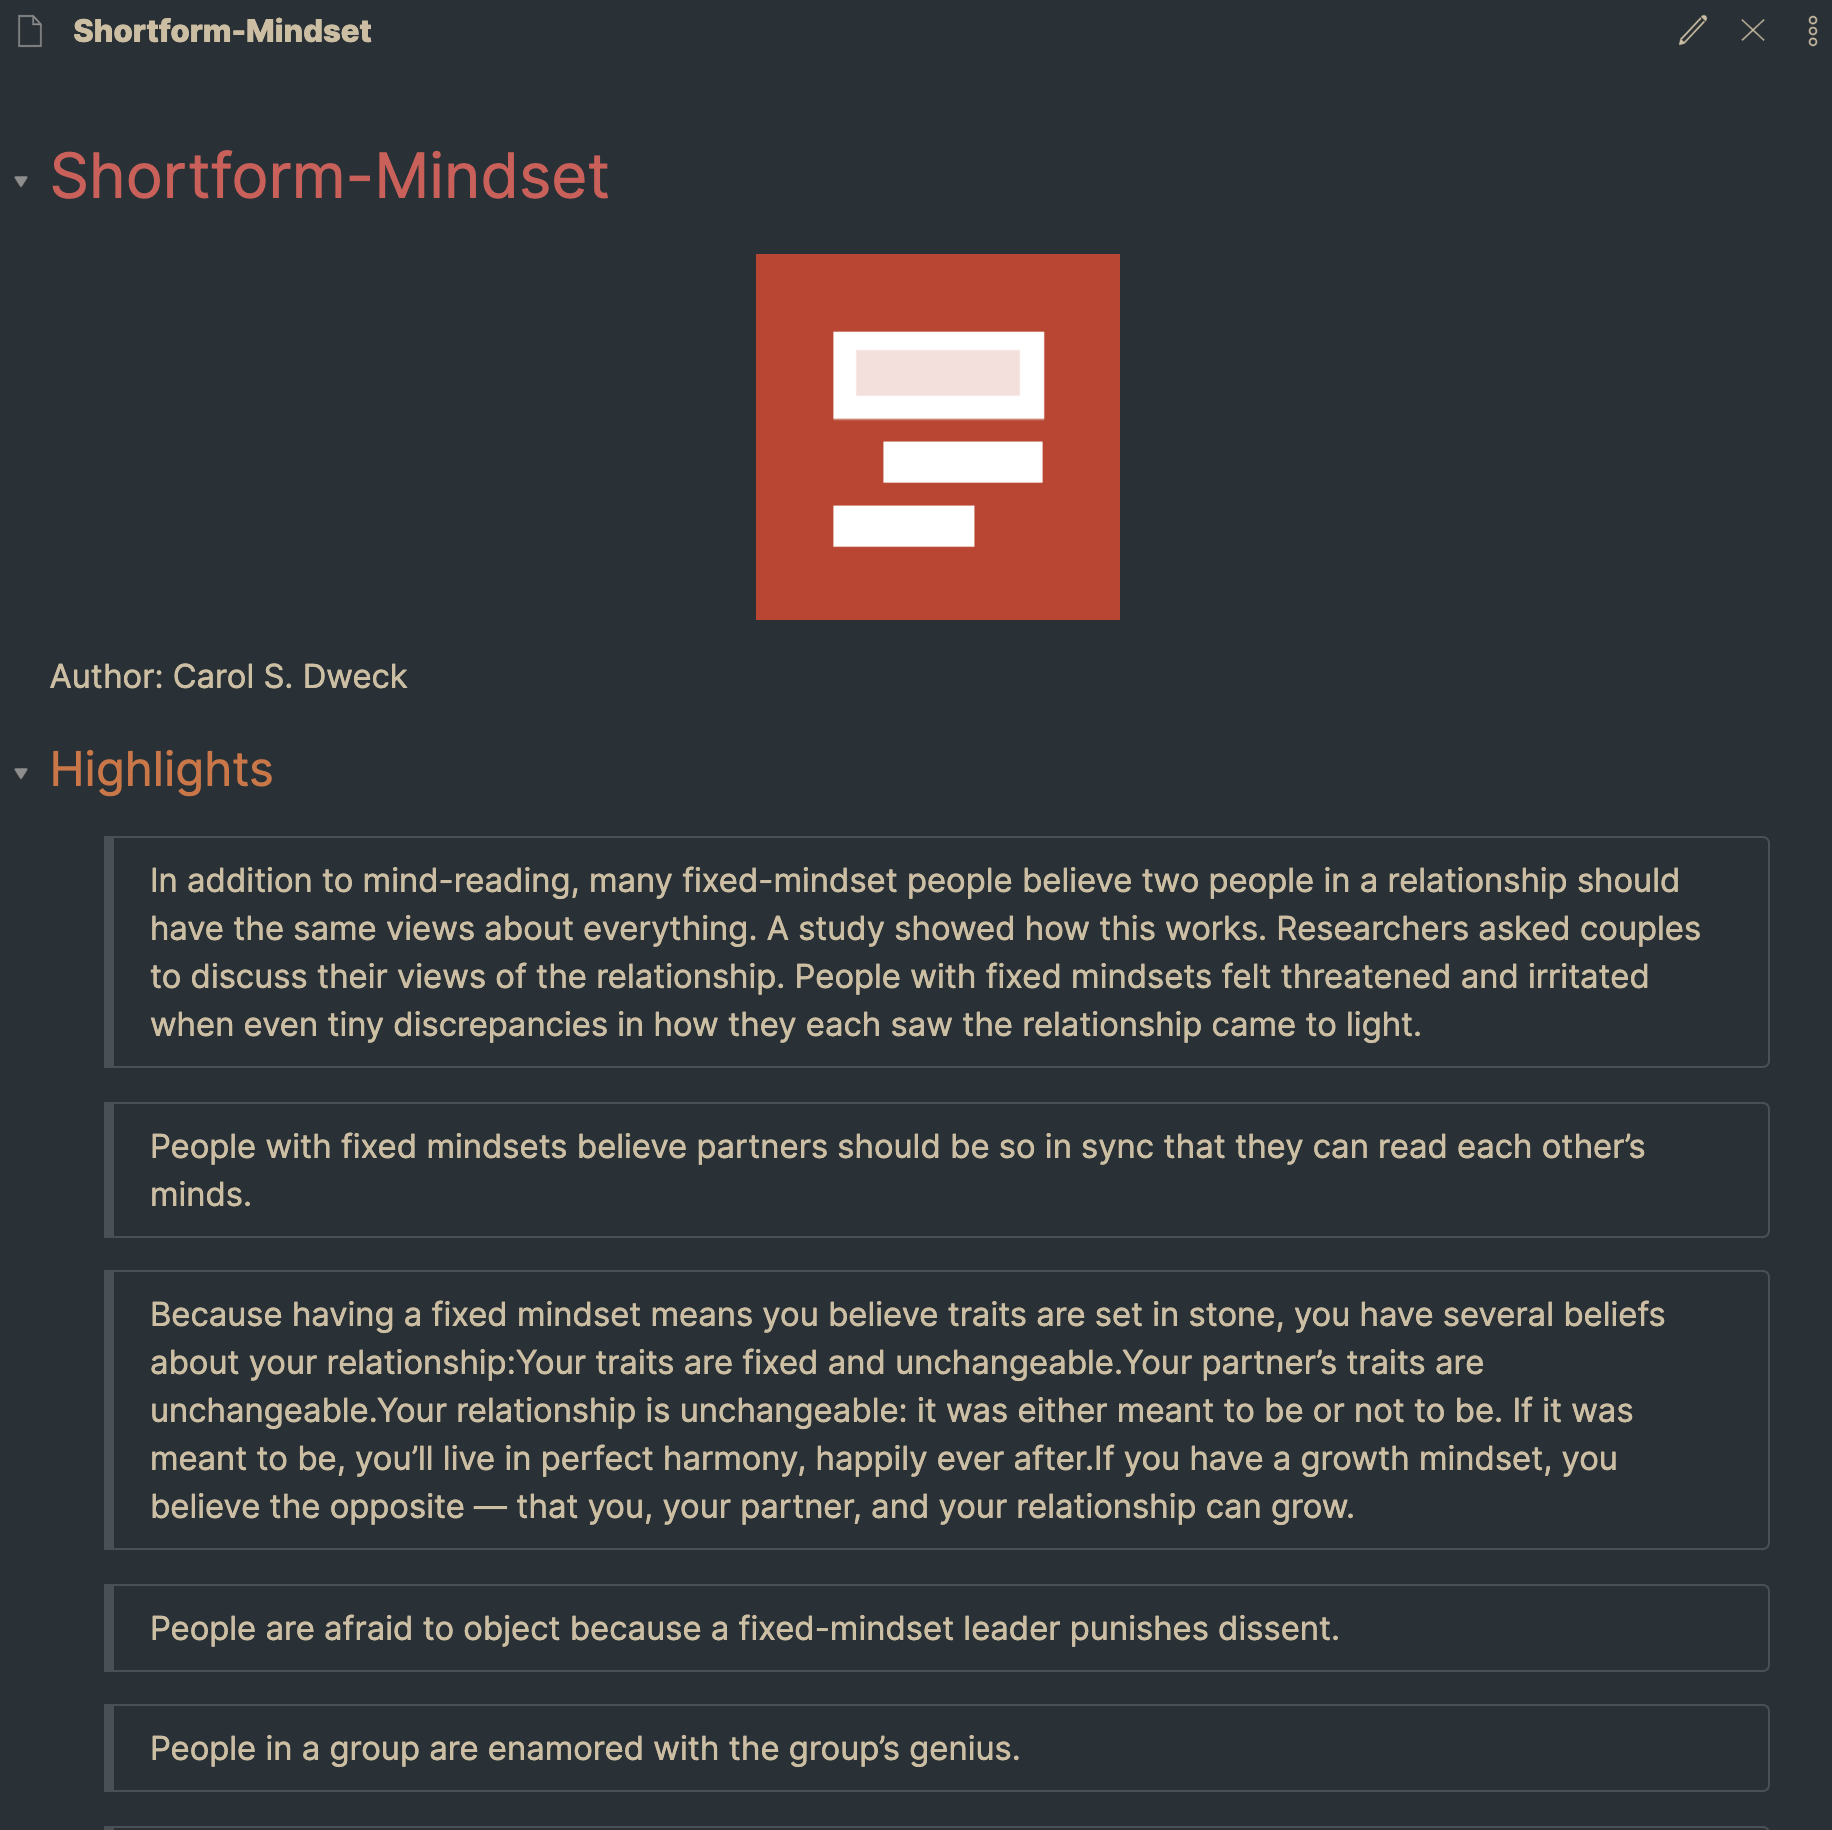 Shortform-Mindset
Shortform-Mindset
Author: Carol S. Dweck
Highlights
In addition to mind-reading, many fixed-mindset people believe two people in a relationship should
have the same views about everything. A study showed how this works. Researchers asked couples
to discuss their views of the relationship. People with fixed mindsets felt threatened and irritated
when even tiny discrepancies in how they each saw the relationship came to light.
People with fixed mindsets believe partners should be so in sync that they can read each other’s
minds.
Because having a fixed mindset means you believe traits are set in stone, you have several beliefs
about your relationship:Your traits are fixed and unchangeable.Your partner’s traits are
unchangeable.Your relationship is unchangeable: it was either meant to be or not to be. If it was
meant to be, you’ll live in perfect harmony, happily ever after.If you have a growth mindset, you
believe the opposite — that you, your partner, and your relationship can grow.
People are afraid to object because a fixed-mindset leader punishes dissent.
People in a group are enamored with the group’s genius.